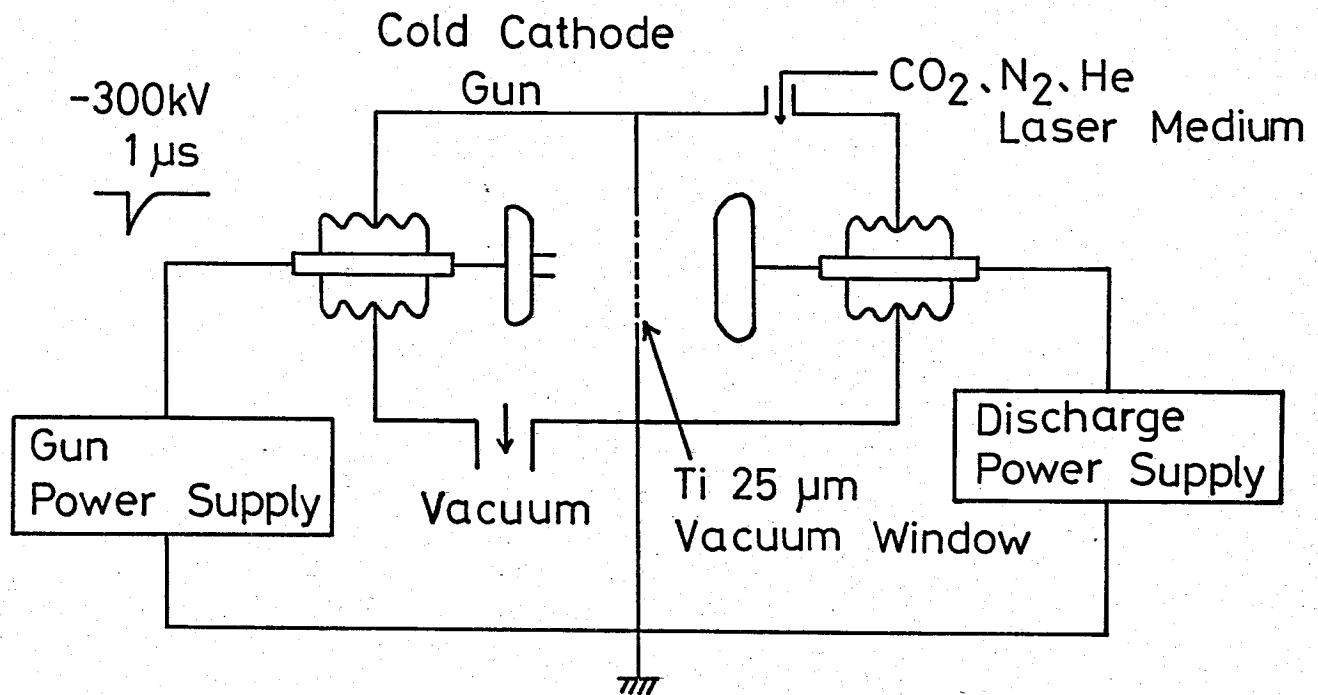 Cold Cathode
Gun
-300kV
1 μs
CO₂、N₂、He
Laser Medium
Gun
Power Supply
Vacuum
Ti 25 μm
Vacuum Window
Discharge
Power Supply